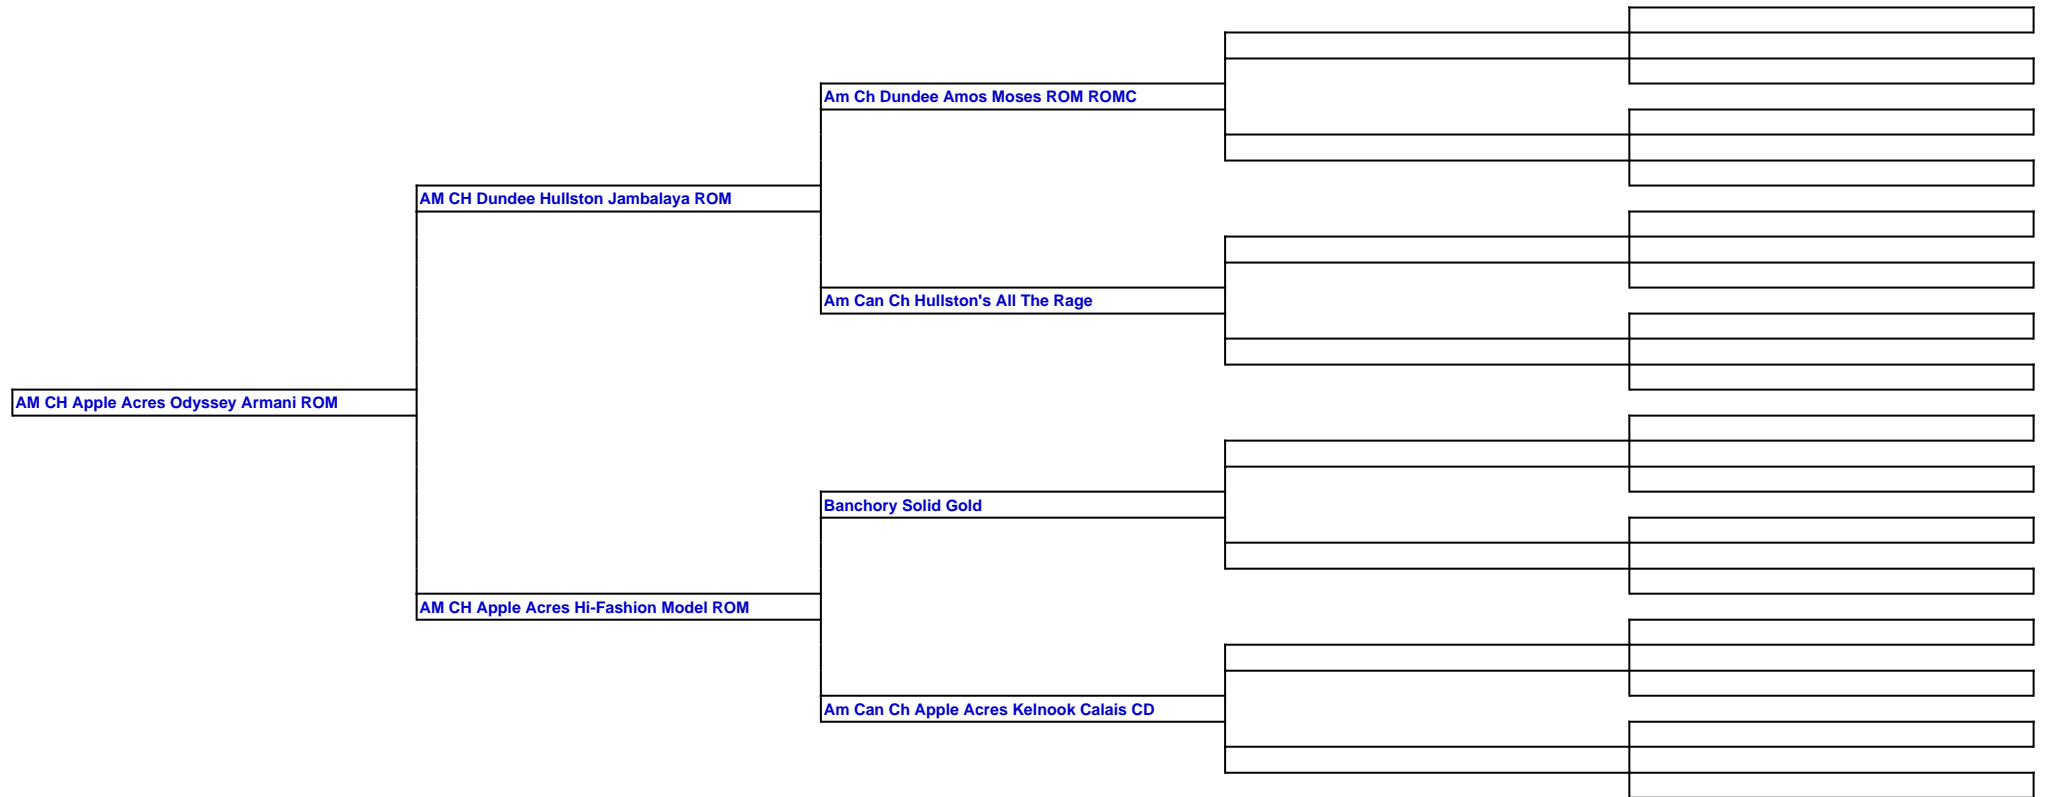 Am Ch Dundee Amos Moses ROM ROMC
AM CH Dundee Hullston Jambalaya ROM
Am Can Ch Hullston's All The Rage
AM CH Apple Acres Odyssey Armani ROM
Banchory Solid Gold
AM CH Apple Acres Hi-Fashion Model ROM
Am Can Ch Apple Acres Kelnook Calais CD